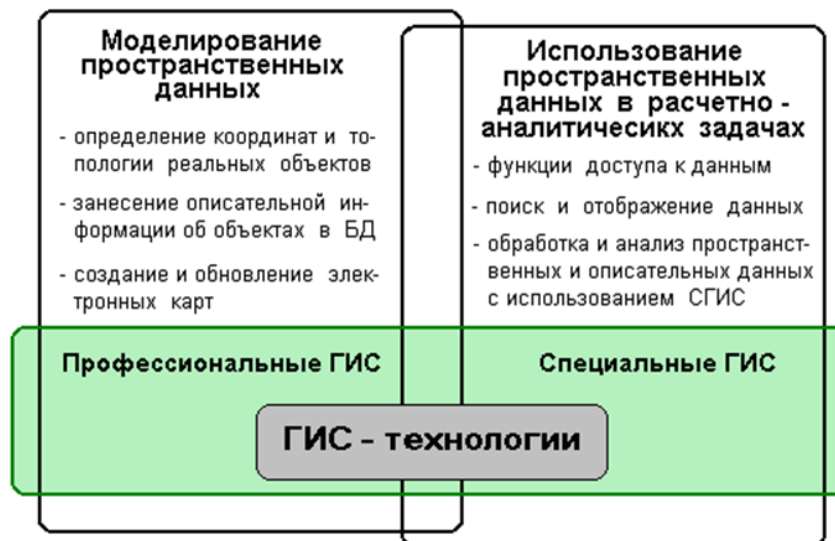 Моделирование
пространственных
данных
- определение координат и то-
пологии реальных объектов
- занесение описательной ин-
формации об объектах в БД
- создание и обновление элек-
тронных карт
Использование
пространственных
данных в расчетно -
аналитичесикх задачах
- функции доступа к данным
- поиск и отображение данных
- обработка и анализ пространст-
венных и описательных данных
с использованием СГИС
Профессиональные ГИС
Специальные ГИС
ГИС - технологии